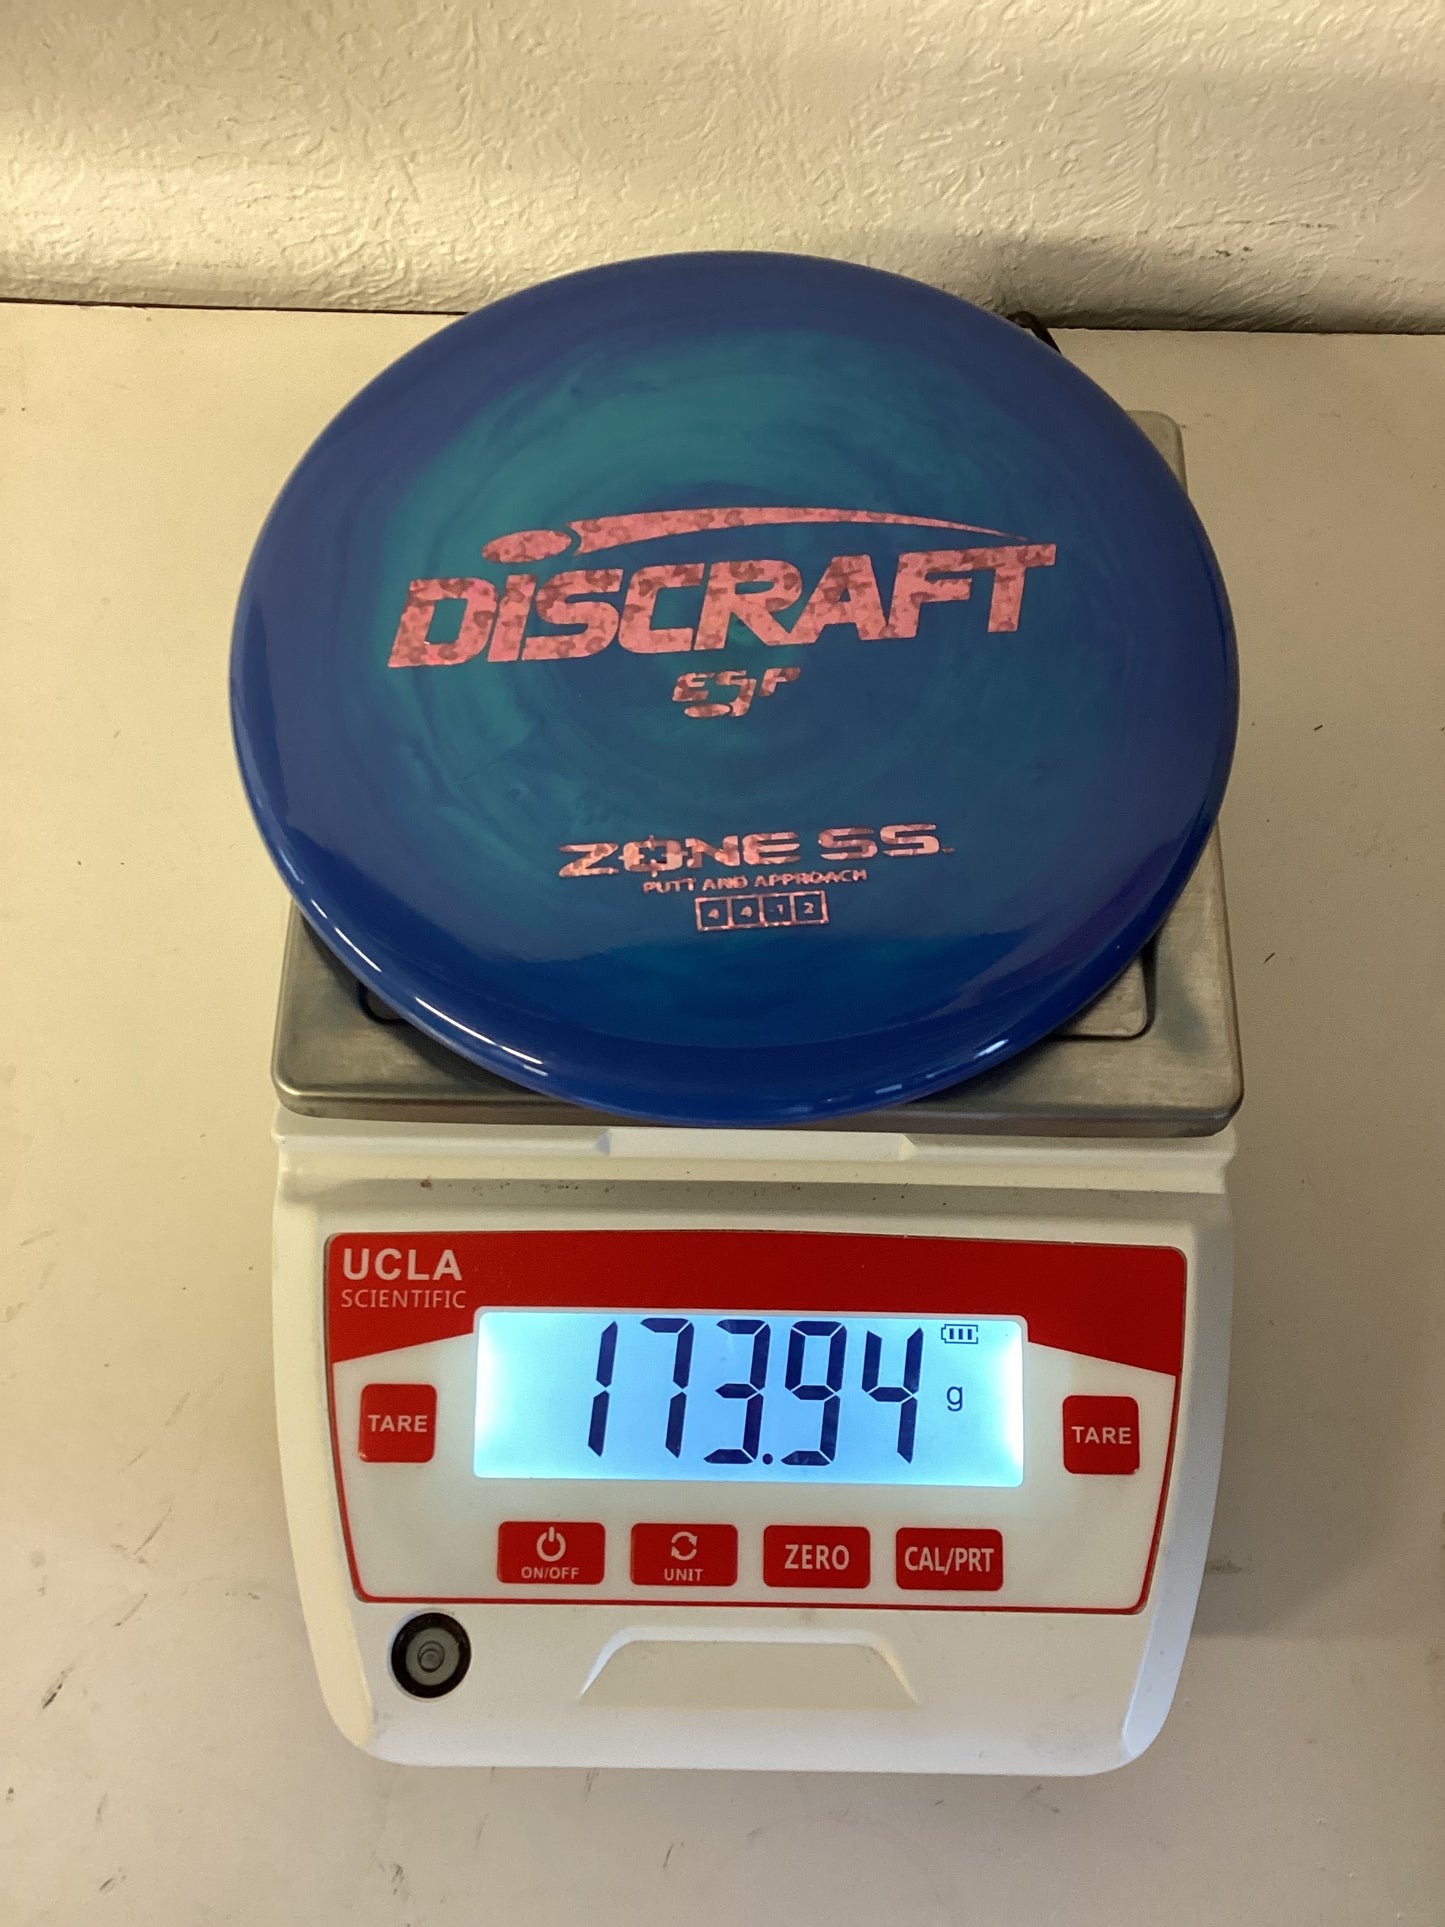 DISCRAFT
ESP
ZONE SS™
PUTT AND APPROACH
4 4 -1 2
UCLA
SCIENTIFIC
173.94 g
TARE
TARE
ON/OFF
UNIT
ZERO
CAL/PRT